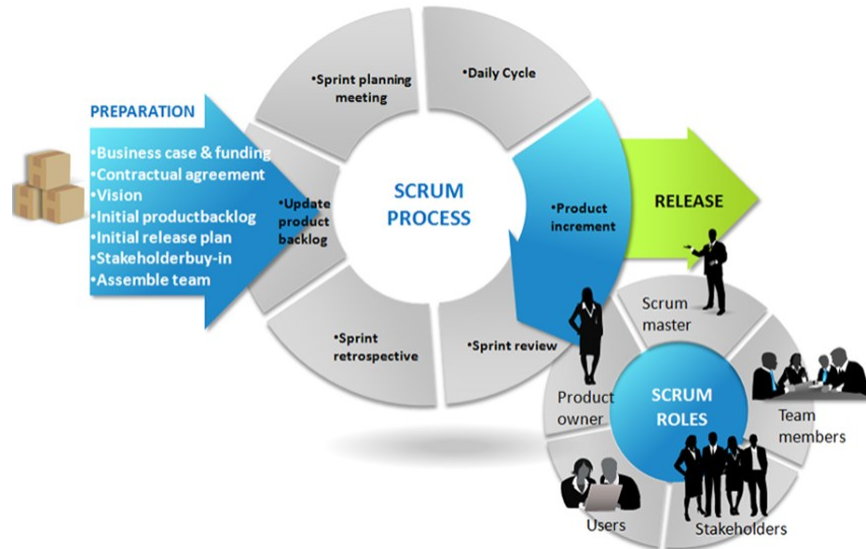 PREPARATION
•Business case & funding
•Contractual agreement
•Vision
•Initial productbacklog
•Initial release plan
•Stakeholderbuy-in
•Assemble team
•Sprint planning
meeting
•Daily Cycle
•Update
product
backlog
SCRUM
PROCESS
•Product
increment
RELEASE
•Sprint
retrospective
•Sprint review
Scrum
master
Product
owner
SCRUM
ROLES
Team
members
Users
Stakeholders